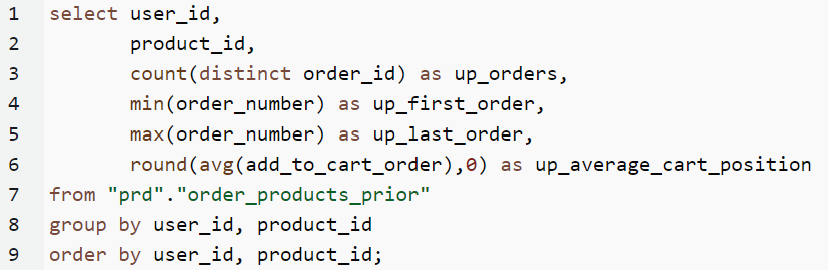 1 select user_id,
2 product_id,
3 count(distinct order_id) as up_orders,
4 min(order_number) as up_first_order,
5 max(order_number) as up_last_order,
6 round(avg(add_to_cart_order),0) as up_average_cart_position
7 from "prd"."order_products_prior"
8 group by user_id, product_id
9 order by user_id, product_id;